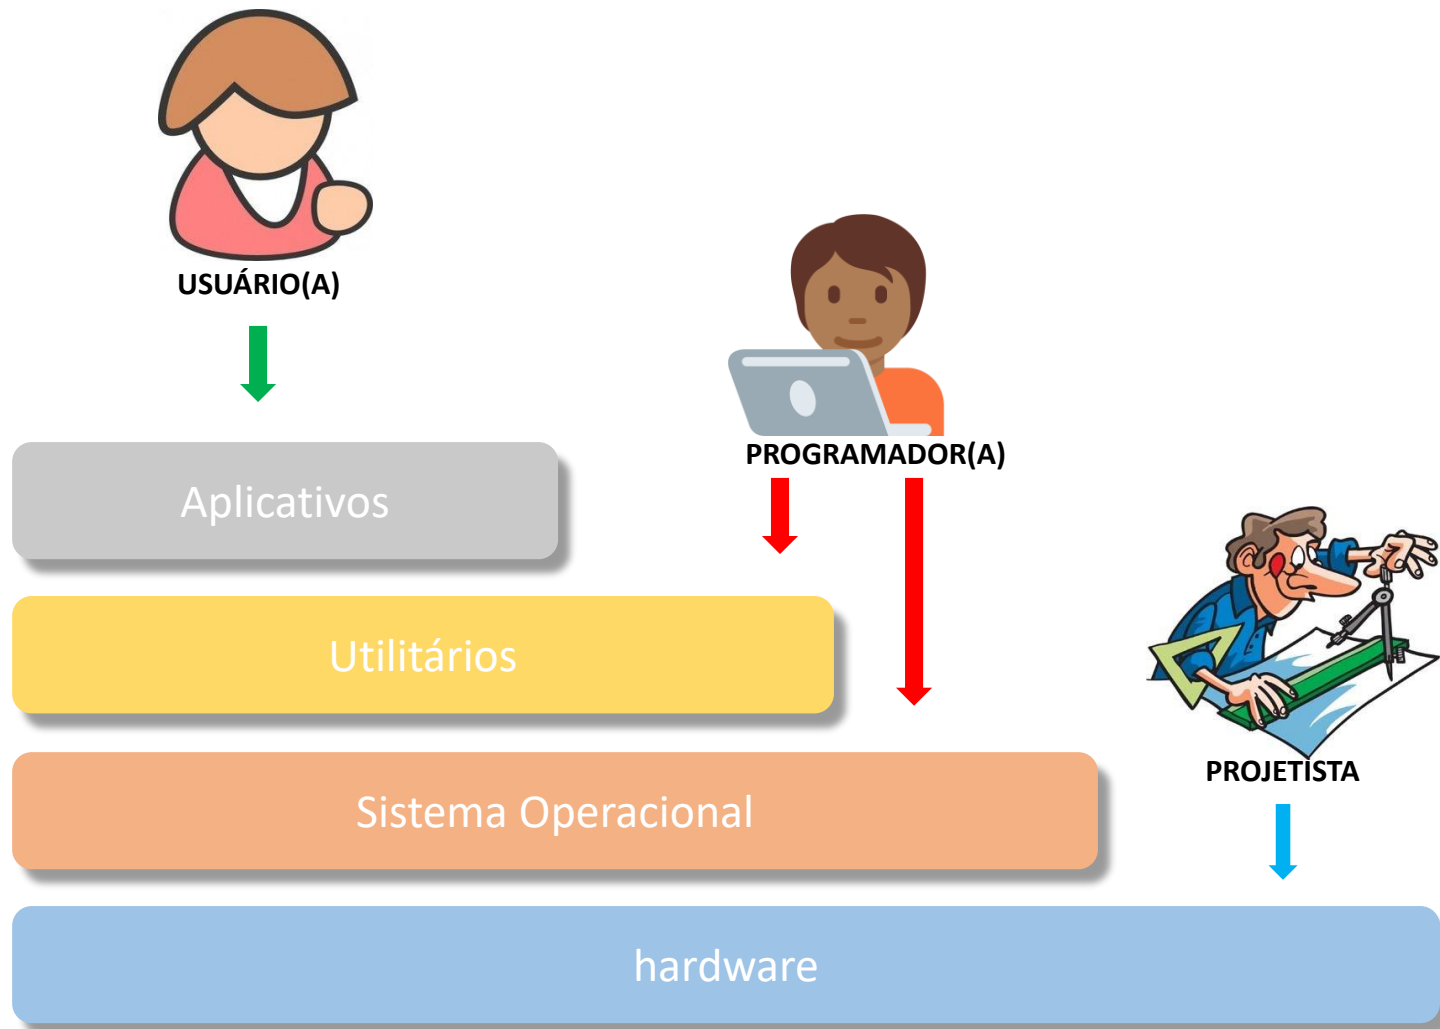 USUÁRIO(A)
PROGRAMADOR(A)
Aplicativos
Utilitários
PROJETISTA
Sistema Operacional
hardware